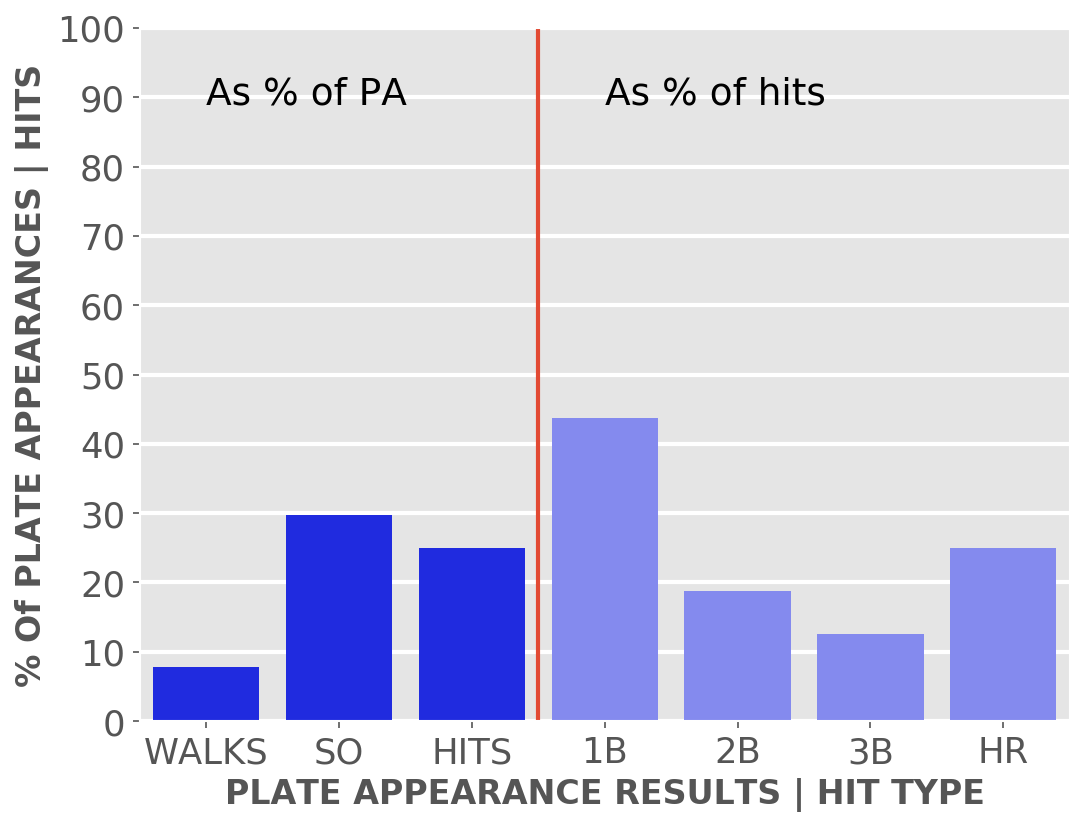 % Of PLATE APPEARANCES | HITS
100
90
80
70
60
50
40
30
20
10
0
As % of PA
As % of hits
WALKS SO HITS 1B 2B 3B HR
PLATE APPEARANCE RESULTS | HIT TYPE